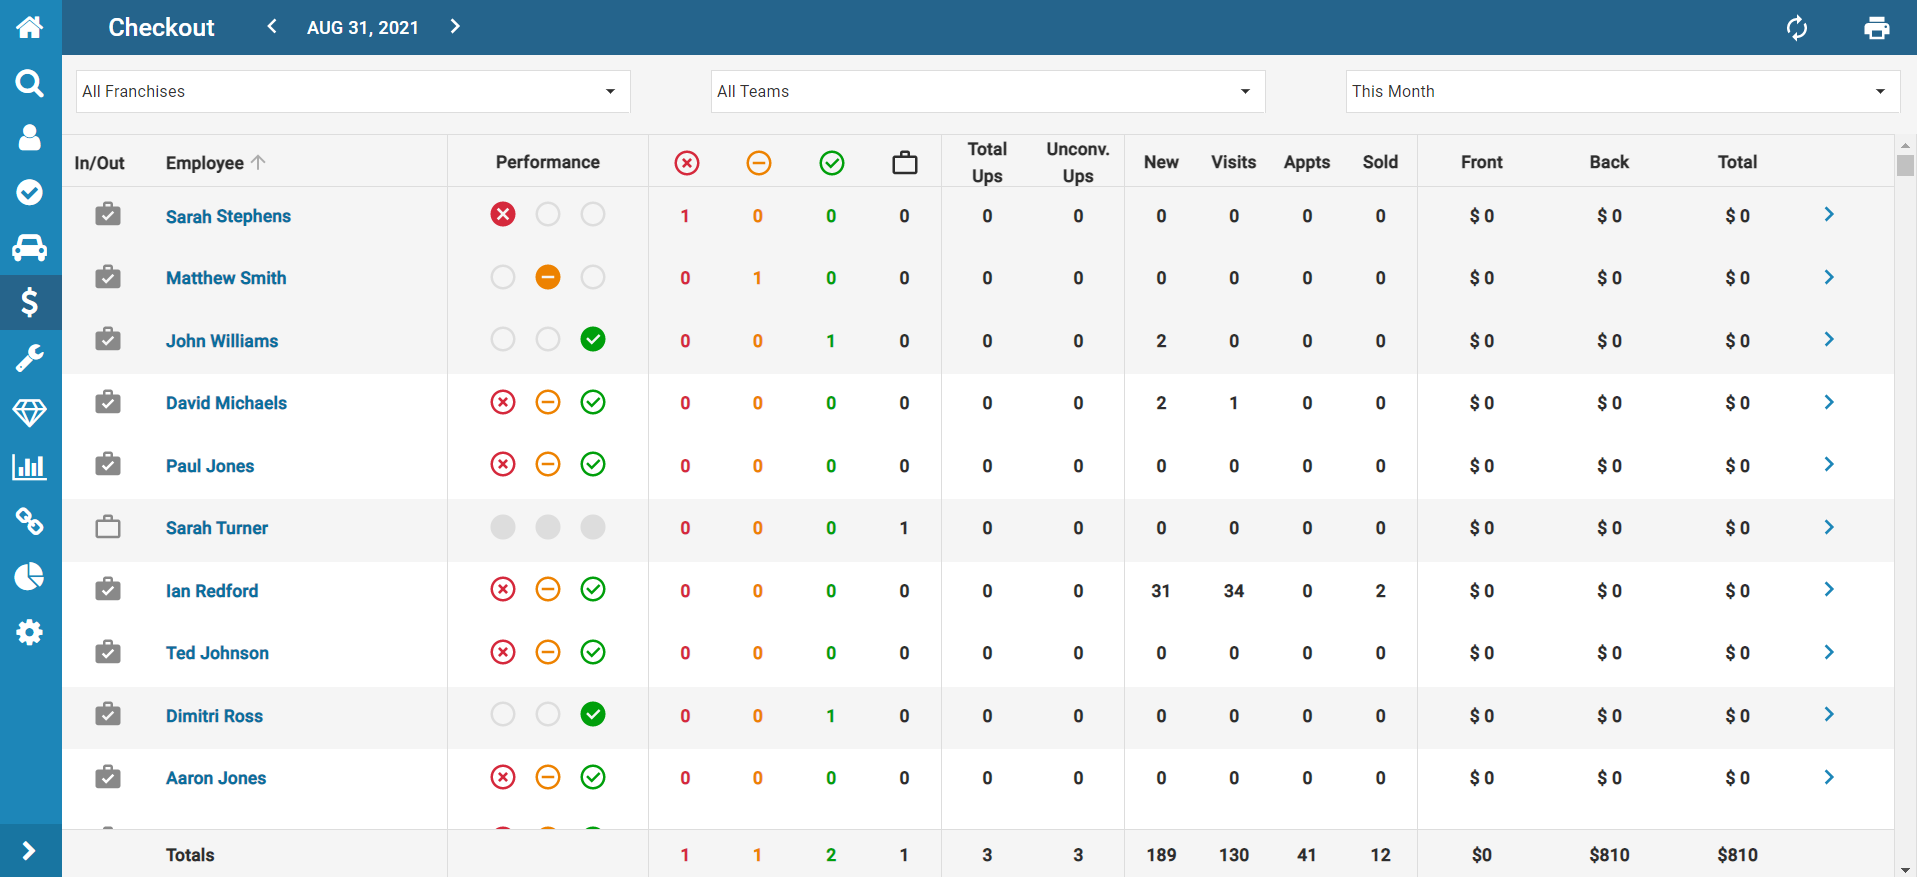 Checkout AUG 31, 2021
All Franchises All Teams This Month
In/Out Employee Performance Total Ups Unconv. Ups New Visits Appts Sold Front Back Total
Sarah Stephens 1 0 0 0 0 0 0 0 0 0 $ 0 $ 0 $ 0
Matthew Smith 0 1 0 0 0 0 0 0 0 0 $ 0 $ 0 $ 0
John Williams 0 0 1 0 0 0 2 0 0 0 $ 0 $ 0 $ 0
David Michaels 0 0 0 0 0 0 2 1 0 0 $ 0 $ 0 $ 0
Paul Jones 0 0 0 0 0 0 0 0 0 0 $ 0 $ 0 $ 0
Sarah Turner 0 0 0 1 0 0 0 0 0 0 $ 0 $ 0 $ 0
Ian Redford 0 0 0 0 0 0 31 34 0 2 $ 0 $ 0 $ 0
Ted Johnson 0 0 0 0 0 0 0 0 0 0 $ 0 $ 0 $ 0
Dimitri Ross 0 0 1 0 0 0 0 0 0 0 $ 0 $ 0 $ 0
Aaron Jones 0 0 0 0 0 0 0 0 0 0 $ 0 $ 0 $ 0
Totals 1 1 2 1 3 3 189 130 41 12 $0 $810 $810